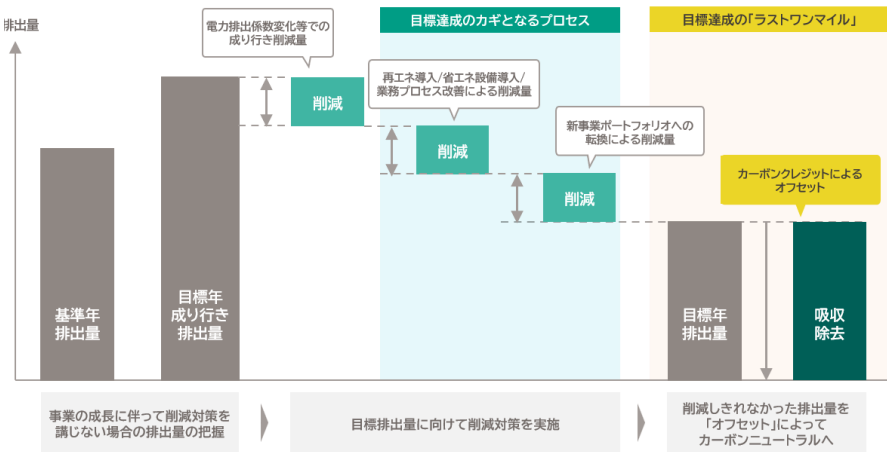 排出量
電力排出係数変化等での
成り行き削減量
目標達成のカギとなるプロセス
目標達成の「ラストワンマイル」
削減
再エネ導入/省エネ設備導入/
業務プロセス改善による削減量
削減
新事業ポートフォリオへの
転換による削減量
削減
カーボンクレジットによる
オフセット
基準年
排出量
目標年
成り行き
排出量
目標年
排出量
吸収
除去
事業の成長に伴って削減対策を
講じない場合の排出量の把握
目標排出量に向けて削減対策を実施
削減しきれなかった排出量を
「オフセット」によって
カーボンニュートラルへ